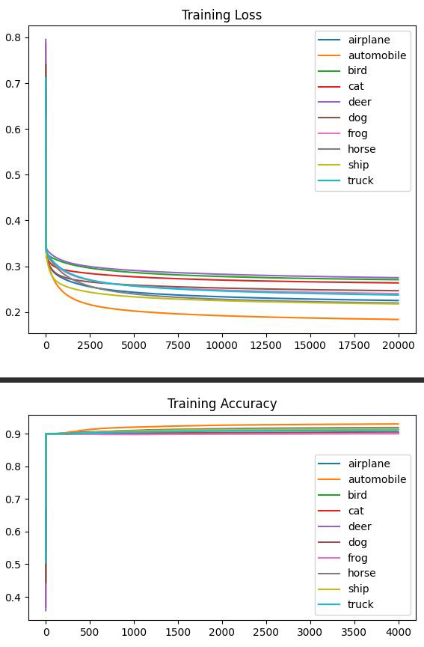 Training Loss
0.8
0.7
0.6
0.5
0.4
0.3
0.2
airplane
automobile
bird
cat
deer
dog
frog
horse
ship
truck
0 2500 5000 7500 10000 12500 15000 17500 20000
Training Accuracy
0.9
0.8
0.7
0.6
0.5
0.4
airplane
automobile
bird
cat
deer
dog
frog
horse
ship
truck
0 500 1000 1500 2000 2500 3000 3500 4000